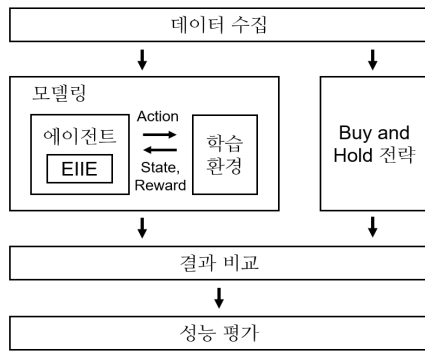 데이터 수집
모델링
Action
에이전트
EIIE
State,
Reward
학습
환경
Buy and
Hold 전략
결과 비교
성능 평가